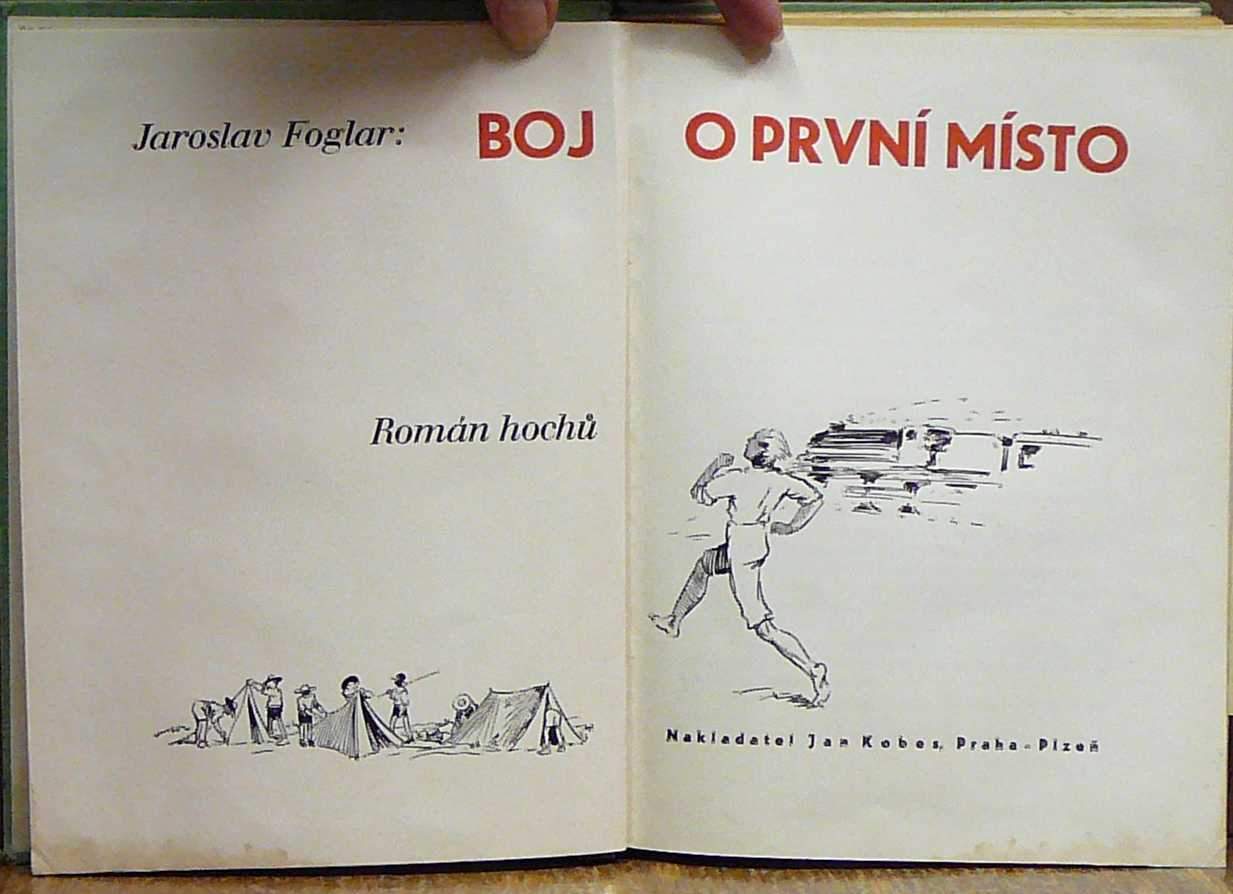 Jaroslav Foglar: BOJ O PRVNÍ MÍSTO
Román hochů
Nakladatel Jan Kobes, Praha-Plzeň